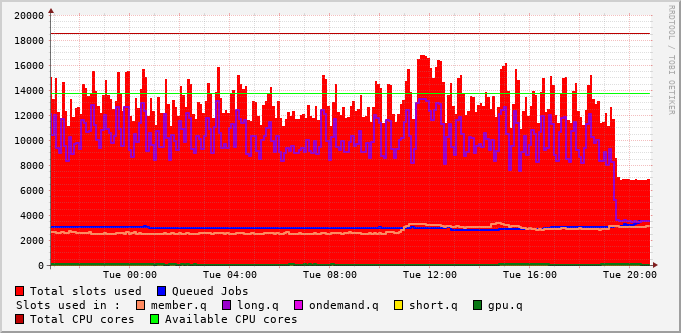 20000
18000
16000
14000
12000
10000
8000
6000
4000
2000
0
Tue 00:00 Tue 04:00 Tue 08:00 Tue 12:00 Tue 16:00 Tue 20:00
RRDTOOL / TOBI OETIKER
Total slots used Queued Jobs
Slots used in : member.q long.q ondemand.q short.q gpu.q
Total CPU cores Available CPU cores